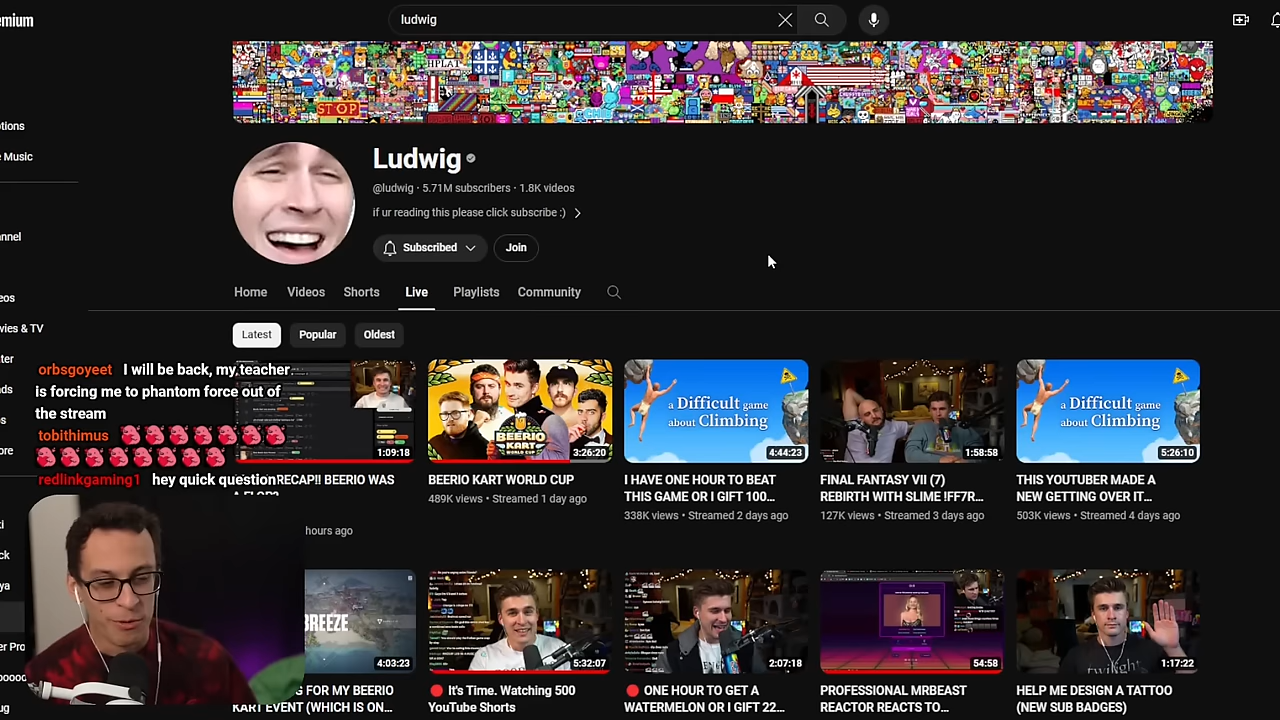 emium
ludwig
HPLAI
STOP
Ludwig
@ludwig · 5.71M subscribers · 1.8K videos
if ur reading this please click subscribe :)
Subscribed
Join
Home
Videos
Shorts
Live
Playlists
Community
Latest
Popular
Oldest
ptions
e Music
annel
eos
vies & TV
orbsgoyeet I will be back, my teacher
is forcing me to phantom force out of
the stream
tobithimus
redlinkgaming1 hey quick question
1:09:18
RECAP!! BEERIO WAS
hours ago
BEERIO KART
WORLD CUP
3:26:20
BEERIO KART WORLD CUP
489K views • Streamed 1 day ago
a Difficult game
about Climbing
4:44:23
I HAVE ONE HOUR TO BEAT
THIS GAME OR I GIFT 100...
338K views • Streamed 2 days ago
1:58:58
FINAL FANTASY VII (7)
REBIRTH WITH SLIME !FF7R...
127K views • Streamed 3 days ago
a Difficult game
about Climbing
5:26:10
THIS YOUTUBER MADE A
NEW GETTING OVER IT...
503K views • Streamed 4 days ago
BREEZE
4:03:23
G FOR MY BEERIO
KART EVENT (WHICH IS ON...
5:32:07
It's Time. Watching 500
YouTube Shorts
2:07:18
ONE HOUR TO GET A
WATERMELON OR I GIFT 22...
54:58
PROFESSIONAL MRBEAST
REACTOR REACTS TO...
1:17:22
HELP ME DESIGN A TATTOO
(NEW SUB BADGES)